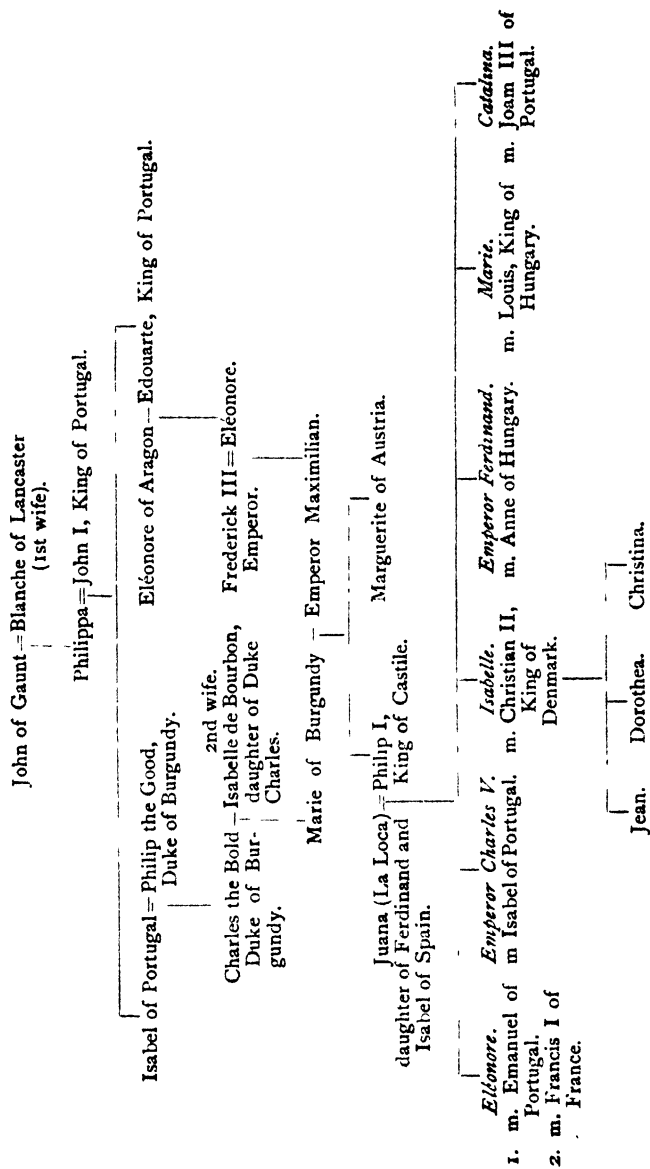 John of Gaunt=Blanche of Lancaster
(1st wife).
Philippa=John I, King of Portugal.
Isabel of Portugal=Philip the Good,
Duke of Burgundy.
Eléonore of Aragon—Edouarte, King of Portugal.
2nd wife.
Charles the Bold—Isabelle de Bourbon,
Duke of Bur-
gundy.
daughter of Duke
Charles.
Frederick III=Eléonore.
Emperor.
Marie of Burgundy—Emperor Maximilian.
Juana (La Loca)=Philip I,
King of Castile.
daughter of Ferdinand and
Isabel of Spain.
Marguerite of Austria.
Eléonore.
1. m. Emanuel of
Portugal.
2. m. Francis I of
France.
Emperor Charles V.
m Isabel of Portugal.
Isabelle.
m. Christian II,
King of
Denmark.
Emperor Ferdinand.
m. Anne of Hungary.
Marie.
m. Louis, King of
Hungary.
Catalina.
m. Joam III of
Portugal.
Jean.
Dorothea.
Christina.